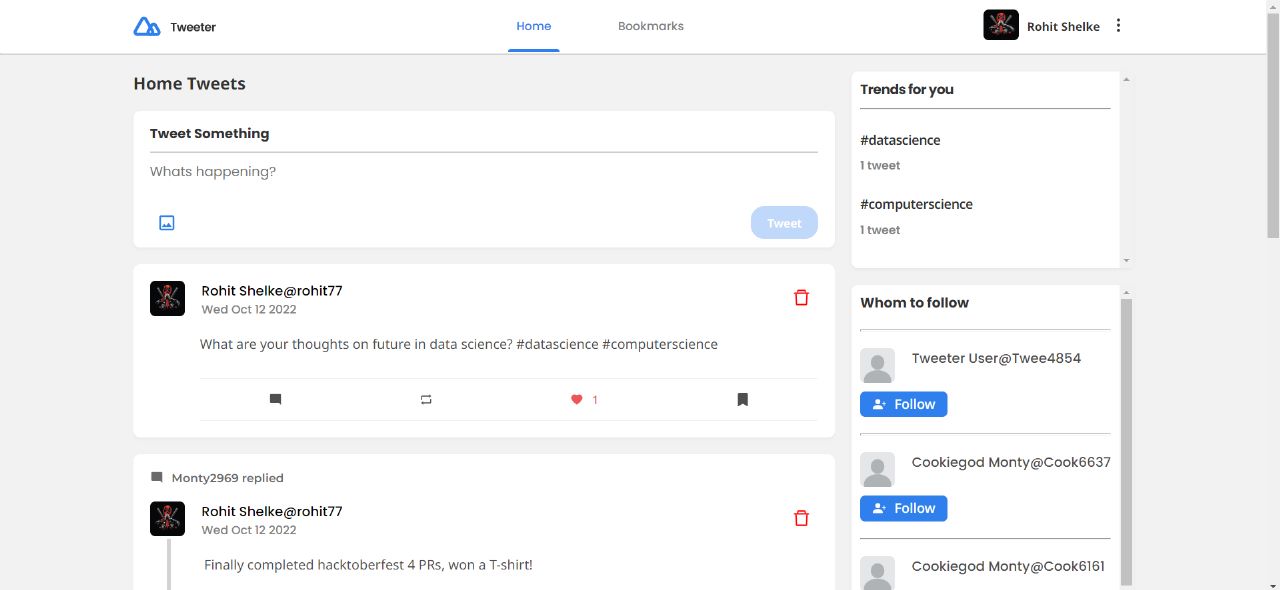 Tweeter
Home
Bookmarks
Rohit Shelke
Home Tweets
Tweet Something
Whats happening?
Tweet
Rohit Shelke@rohit77
Wed Oct 12 2022
What are your thoughts on future in data science? #datascience #computerscience
1
Monty2969 replied
Rohit Shelke@rohit77
Wed Oct 12 2022
Finally completed hacktoberfest 4 PRs, won a T-shirt!
Trends for you
#datascience
1 tweet
#computerscience
1 tweet
Whom to follow
Tweeter User@Twee4854
Follow
Cookiegod Monty@Cook6637
Follow
Cookiegod Monty@Cook6161